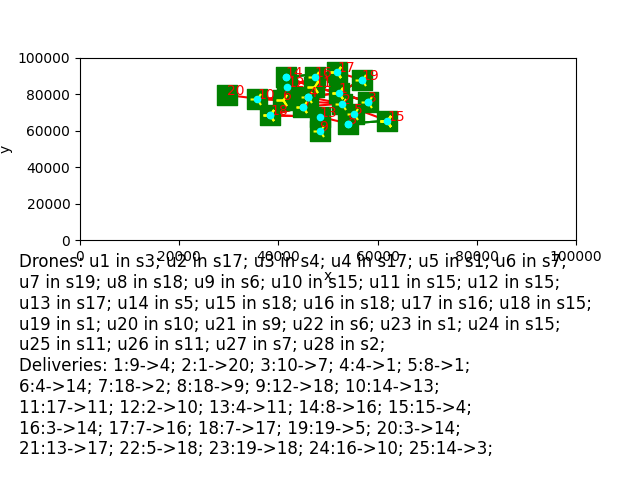 100000
80000
60000
40000
20000
0
y
20
19
15
0 20000 40000 60000 80000 100000
x
Drones: u1 in s3; u2 in s17; u3 in s4; u4 in s17; u5 in s1; u6 in s7;
u7 in s19; u8 in s18; u9 in s6; u10 in s15; u11 in s15; u12 in s15;
u13 in s17; u14 in s5; u15 in s18; u16 in s18; u17 in s16; u18 in s15;
u19 in s1; u20 in s10; u21 in s9; u22 in s6; u23 in s1; u24 in s15;
u25 in s11; u26 in s11; u27 in s7; u28 in s2;
Deliveries: 1:9->4; 2:1->20; 3:10->7; 4:4->1; 5:8->1;
6:4->14; 7:18->2; 8:18->9; 9:12->18; 10:14->13;
11:17->11; 12:2->10; 13:4->11; 14:8->16; 15:15->4;
16:3->14; 17:7->16; 18:7->17; 19:19->5; 20:3->14;
21:13->17; 22:5->18; 23:19->18; 24:16->10; 25:14->3;